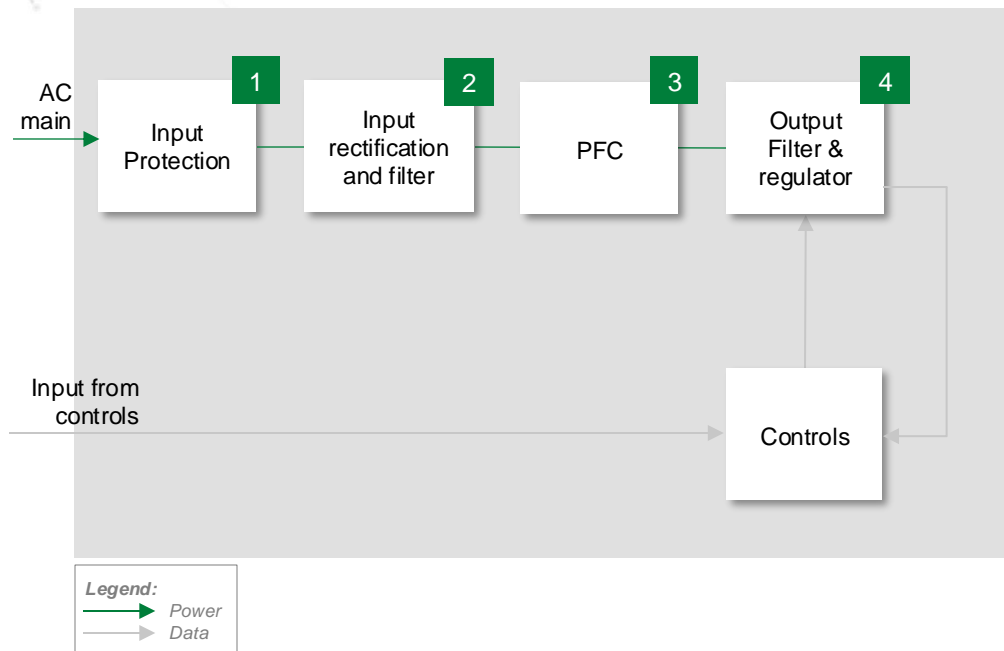 1
2
3
4
AC
main
Input
Protection
Input
rectification
and filter
PFC
Output
Filter &
regulator
Input from
controls
Controls
Legend:
Power
Data